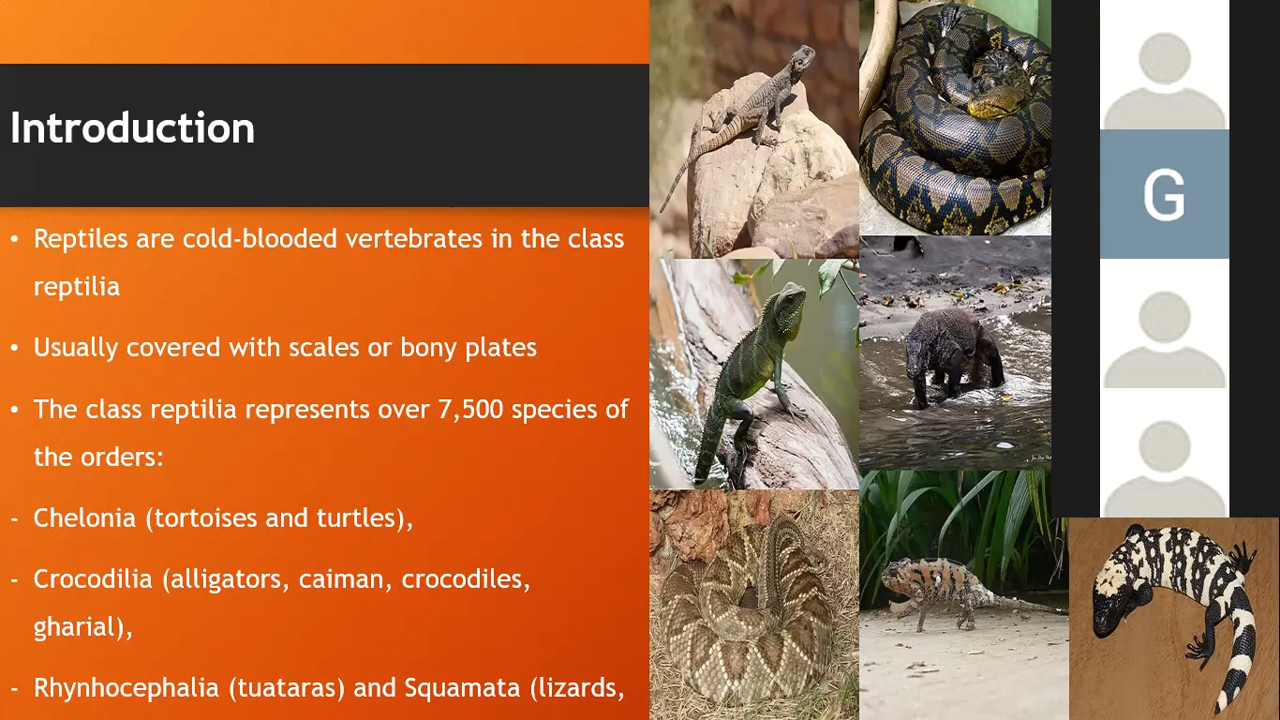 Introduction
• Reptiles are cold-blooded vertebrates in the class
reptilia
• Usually covered with scales or bony plates
• The class reptilia represents over 7,500 species of
the orders:
- Chelonia (tortoises and turtles),
- Crocodilia (alligators, caiman, crocodiles,
gharial),
- Rhynhocephalia (tuataras) and Squamata (lizards,
G